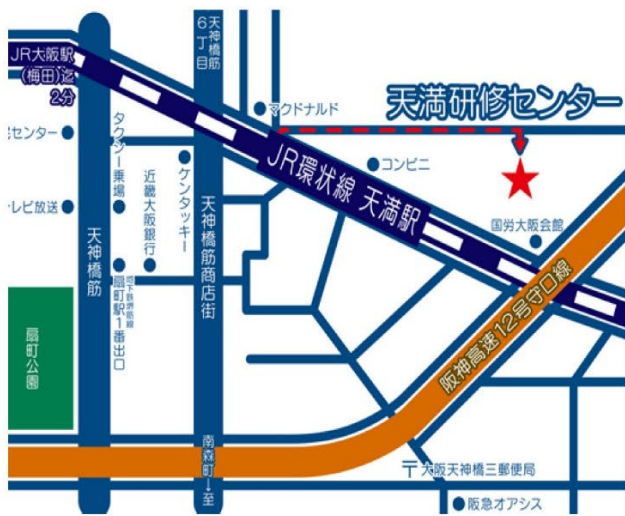 天神橋筋
6丁目
JR大阪駅
(梅田)迄
2分
マクドナルド
天満研修センター
センター
タクシー乗場
近畿大阪銀行
ケンタッキー
JR環状線 天満駅
コンビニ
レビ放送
天神橋筋
天神橋筋商店街
国労大阪会館
地下鉄堺筋線
扇町駅1番出口
扇町公園
阪神高速12号守口線
南森町→至
〒大阪天神橋三郵便局
阪急オアシス